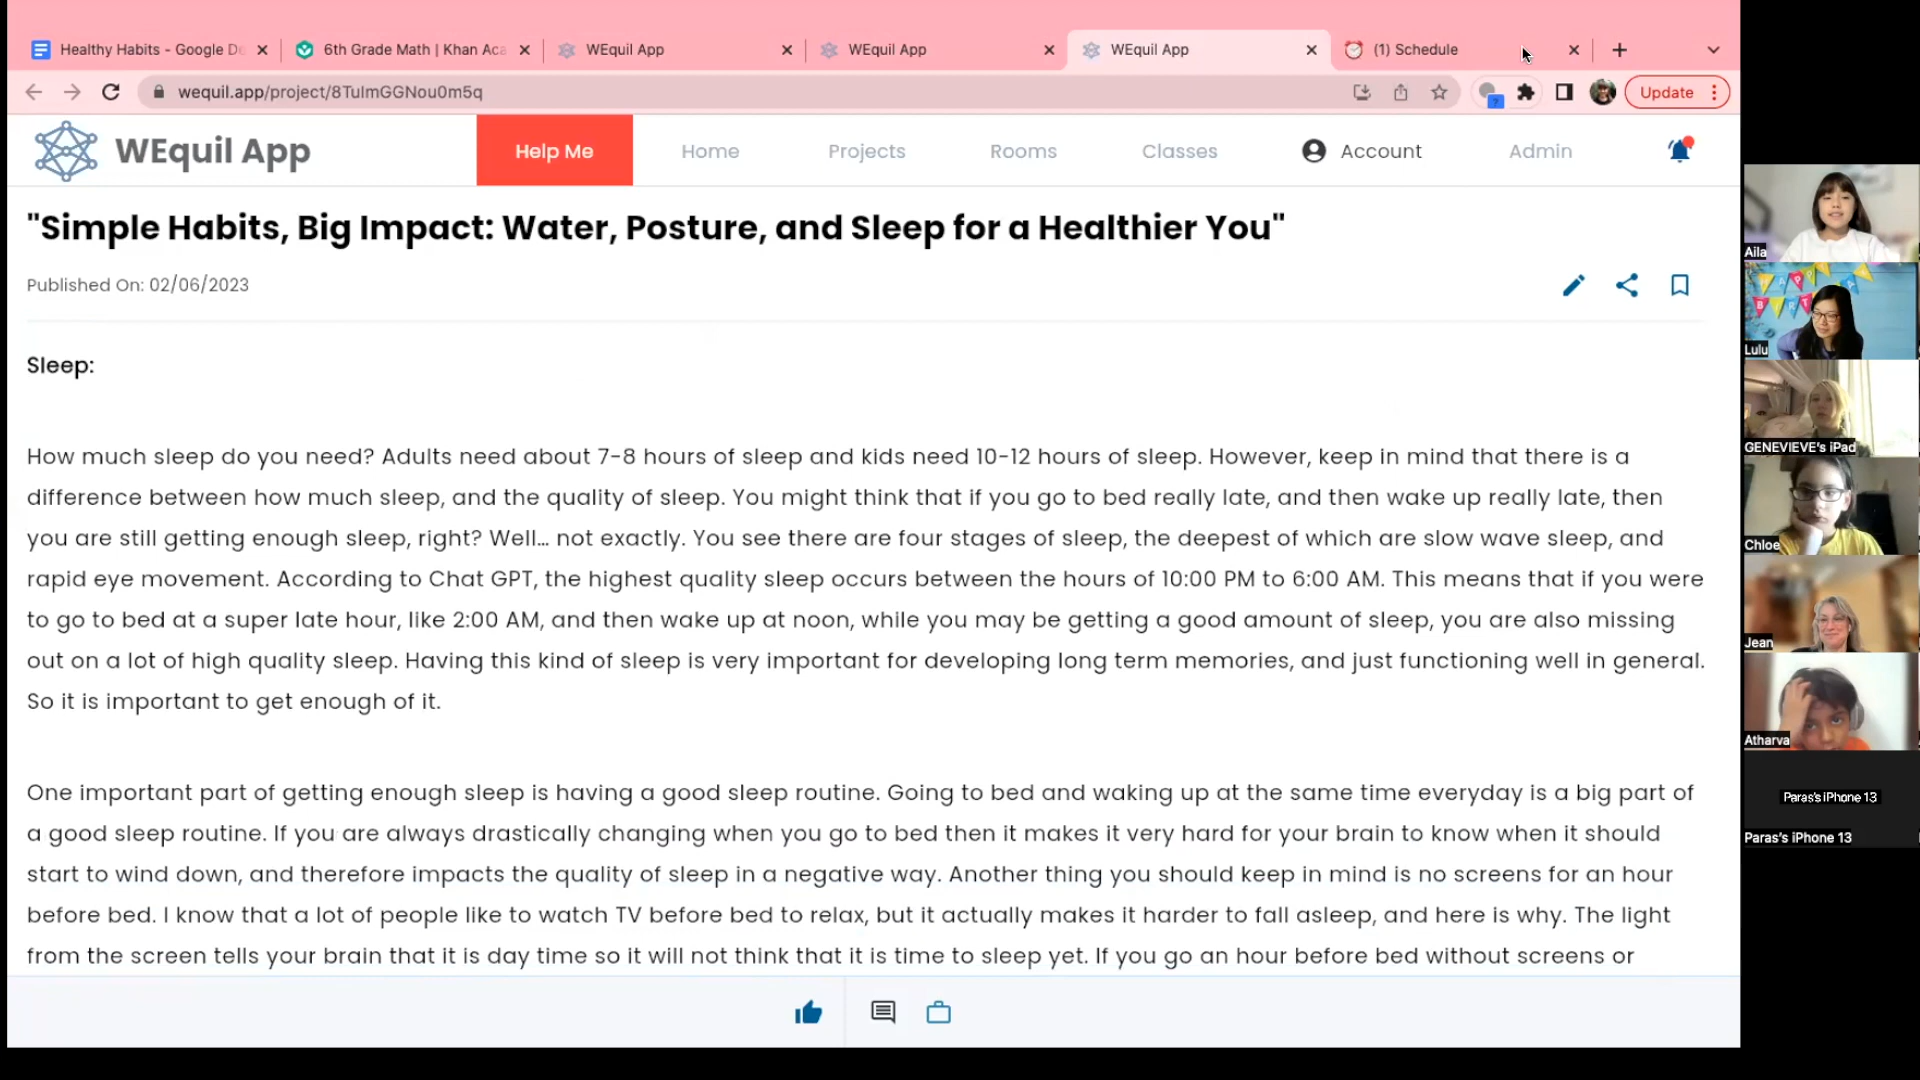 Healthy Habits - Google Do
6th Grade Math | Khan Aca
WEquil App
WEquil App
WEquil App
(1) Schedule
wequil.app/project/8TulmGGNou0m5q
Update
WEquil App
Help Me
Home
Projects
Rooms
Classes
Account
Admin
"Simple Habits, Big Impact: Water, Posture, and Sleep for a Healthier You"
Published On: 02/06/2023
Sleep:
How much sleep do you need? Adults need about 7-8 hours of sleep and kids need 10-12 hours of sleep. However, keep in mind that there is a
difference between how much sleep, and the quality of sleep. You might think that if you go to bed really late, and then wake up really late, then
you are still getting enough sleep, right? Well... not exactly. You see there are four stages of sleep, the deepest of which are slow wave sleep, and
rapid eye movement. According to Chat GPT, the highest quality sleep occurs between the hours of 10:00 PM to 6:00 AM. This means that if you were
to go to bed at a super late hour, like 2:00 AM, and then wake up at noon, while you may be getting a good amount of sleep, you are also missing
out on a lot of high quality sleep. Having this kind of sleep is very important for developing long term memories, and just functioning well in general.
So it is important to get enough of it.
One important part of getting enough sleep is having a good sleep routine. Going to bed and waking up at the same time everyday is a big part of
a good sleep routine. If you are always drastically changing when you go to bed then it makes it very hard for your brain to know when it should
start to wind down, and therefore impacts the quality of sleep in a negative way. Another thing you should keep in mind is no screens for an hour
before bed. I know that a lot of people like to watch TV before bed to relax, but it actually makes it harder to fall asleep, and here is why. The light
from the screen tells your brain that it is day time so it will not think that it is time to sleep yet. If you go an hour before bed without screens or
Aila
Lulu
GENEVIEVE's iPad
Chloe
Jean
Atharva
Paras's iPhone 13
Paras's iPhone 13